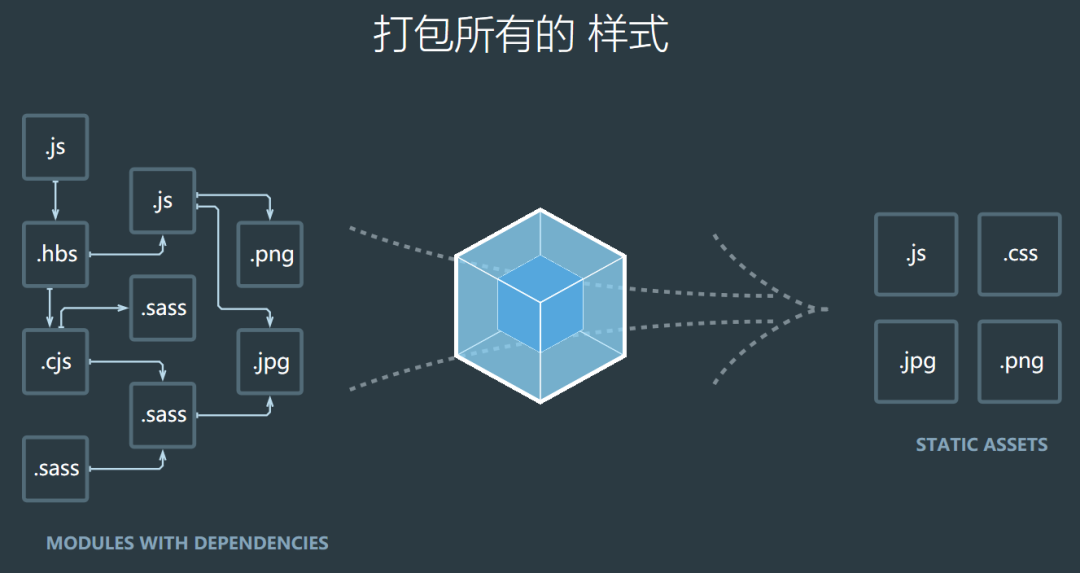 打包所有的 样式
.js
.js
.hbs
.png
.sass
.cjs
.jpg
.sass
.sass
MODULES WITH DEPENDENCIES
.js
.css
.jpg
.png
STATIC ASSETS